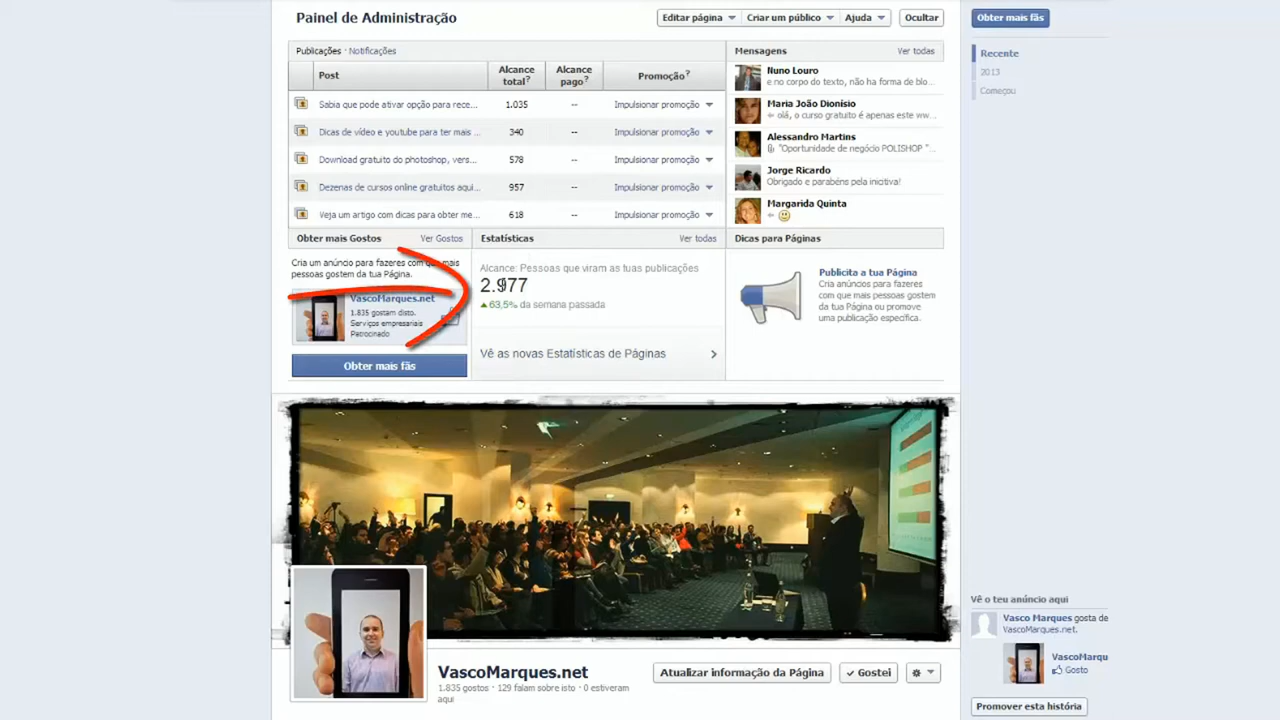 Painel de Administração
Editar página
Criar um público
Ajuda
Ocultar
Publicações · Notificações
Post
Alcance total?
Alcance pago?
Promoção?
Sabia que pode ativar opção para rece...
1.035
--
Impulsionar promoção
Dicas de vídeo e youtube para ter mais ...
340
--
Impulsionar promoção
Download gratuito do photoshop, vers...
578
--
Impulsionar promoção
Dezenas de cursos online gratuitos aqui...
957
--
Impulsionar promoção
Veja um artigo com dicas para obter me...
618
--
Impulsionar promoção
Mensagens
Ver todas
Nuno Louro
e no corpo do texto, não ha forma de blo...
Maria João Dionísio
olá, o curso gratuito é apenas este ww...
Alessandro Martins
"Oportunidade de negócio POLISHOP "...
Jorge Ricardo
Obrigado e parabéns pela inicitiva!
Margarida Quinta
Obter mais Gostos
Ver Gostos
Cria um anúncio para fazeres com que mais
pessoas gostem da tua Página.
VascoMarques.net
1.835 gostam disto.
Serviços empresariais
Patrocinado
Obter mais fãs
Estatísticas
Ver todas
Alcance: Pessoas que viram as tuas publicações
2.977
63,5% da semana passada
Vê as novas Estatísticas de Páginas
Dicas para Páginas
Publicita a tua Página
Cria anúncios para fazeres
com que mais pessoas gostem
da tua Página ou promove
uma publicação específica.
VascoMarques.net
1.835 gostos · 129 falam sobre isto · 0 estiveram
aqui
Atualizar informação da Página
Gostei
Obter mais fãs
Recente
2013
Começou
Vê o teu anúncio aqui
Vasco Marques gosta de
VascoMarques.net.
VascoMarqu
Gosto
Promover esta história